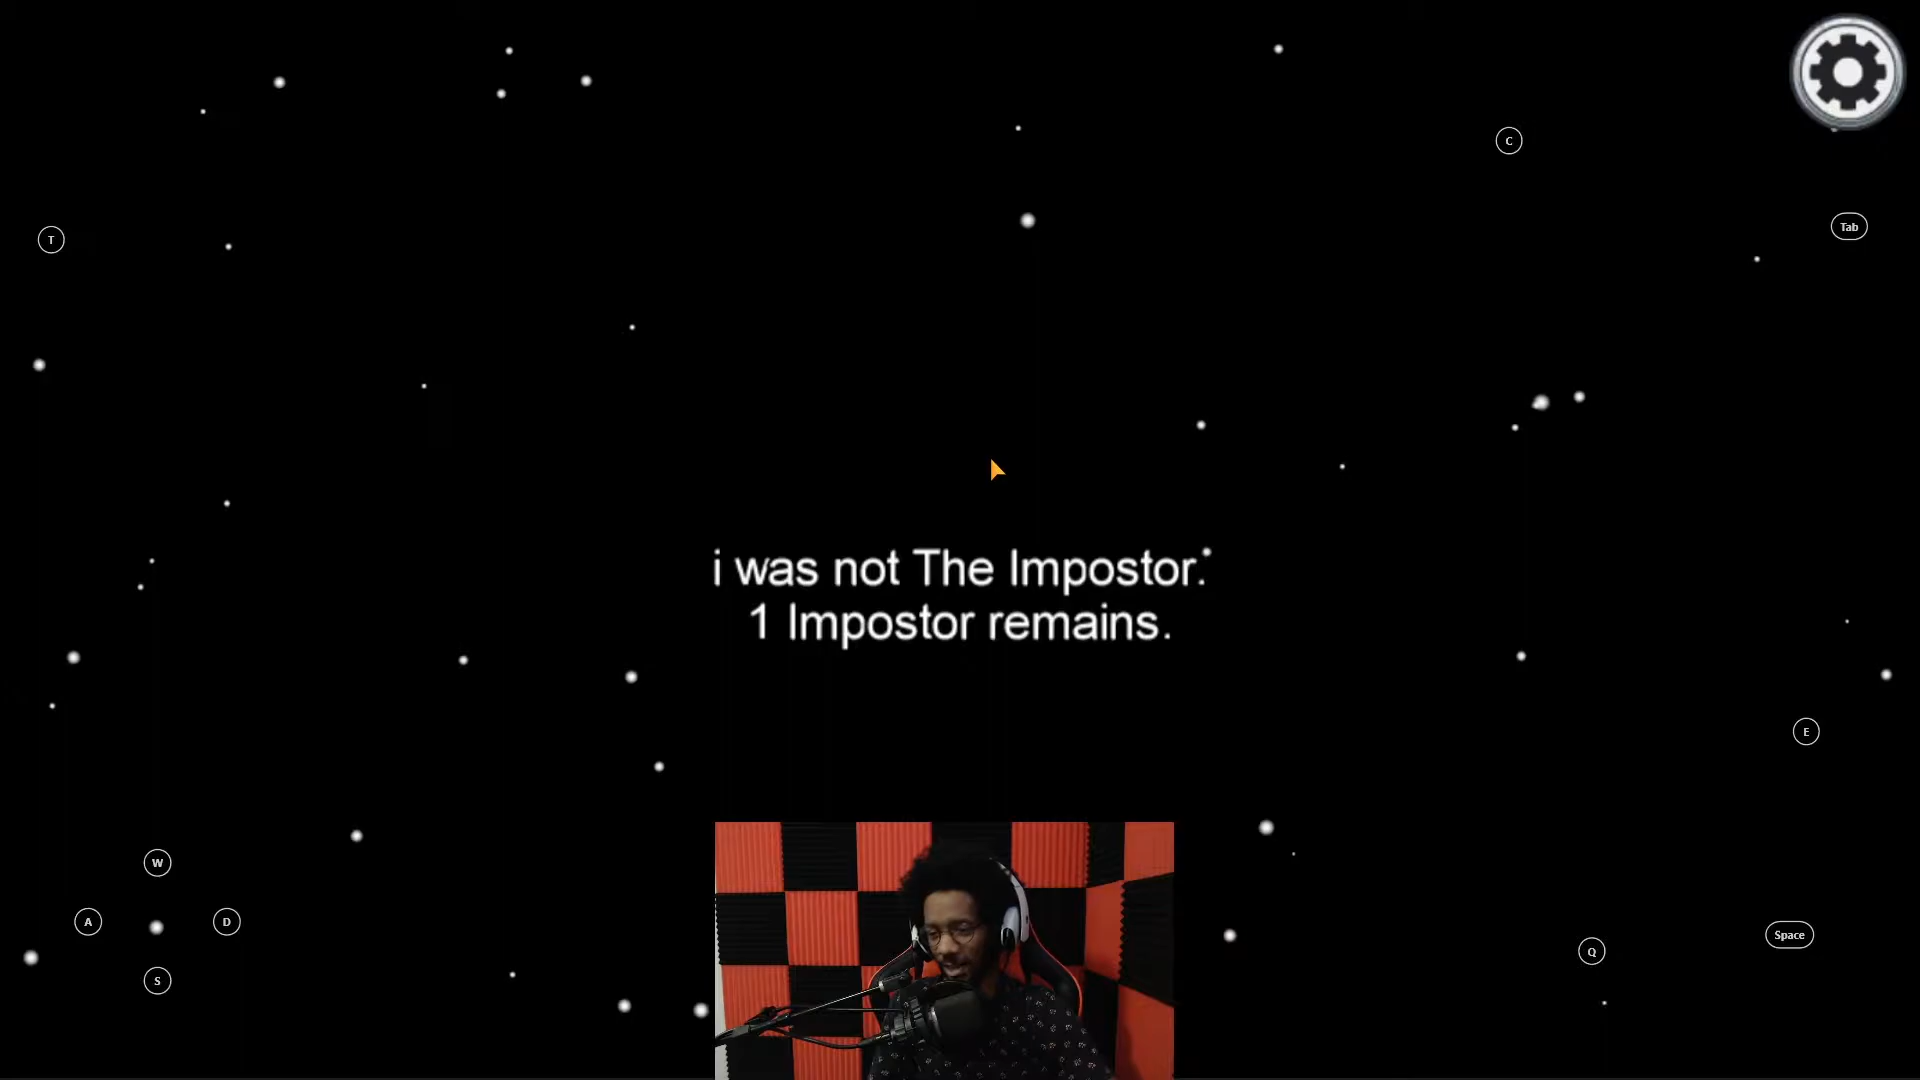 C
T
Tab
i was not The Impostor.
1 Impostor remains.
E
W
A
D
S
Q
Space